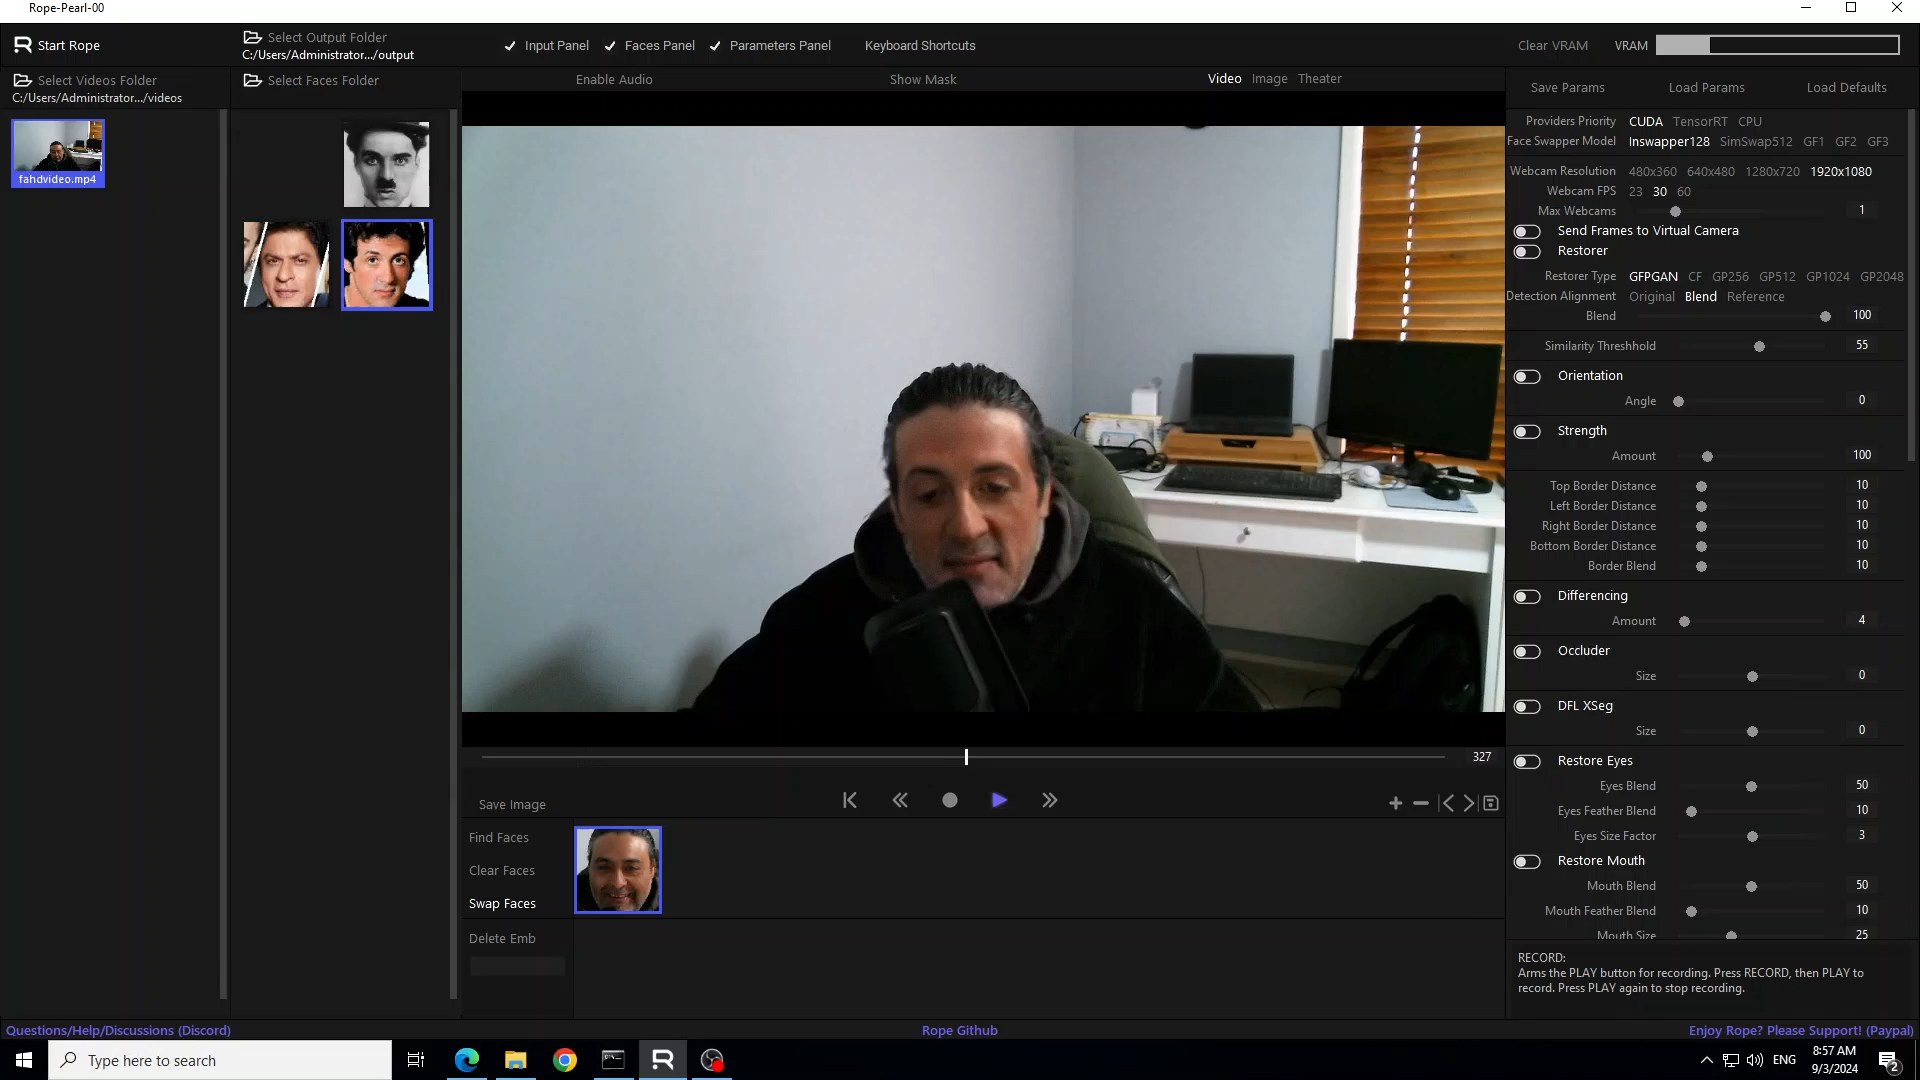 Rope-Pearl-00
Start Rope
Select Output Folder
C:/Users/Administrator.../output
Input Panel
Faces Panel
Parameters Panel
Keyboard Shortcuts
Clear VRAM
VRAM
Select Videos Folder
C:/Users/Administrator.../videos
Select Faces Folder
Enable Audio
Show Mask
Video
Image
Theater
Save Params
Load Params
Load Defaults
fahdvideo.mp4
Providers Priority CUDA TensorRT CPU
Face Swapper Model Inswapper128 SimSwap512 GF1 GF2 GF3
Webcam Resolution 480x360 640x480 1280x720 1920x1080
Webcam FPS 23 30 60
Max Webcams 1
Send Frames to Virtual Camera
Restorer
Restorer Type GFPGAN CF GP256 GP512 GP1024 GP2048
Detection Alignment Original Blend Reference
Blend 100
Similarity Threshhold 55
Orientation
Angle 0
Strength
Amount 100
Top Border Distance 10
Left Border Distance 10
Right Border Distance 10
Bottom Border Distance 10
Border Blend 10
Differencing
Amount 4
Occluder
Size 0
DFL XSeg
Size 0
Restore Eyes
Eyes Blend 50
Eyes Feather Blend 10
Eyes Size Factor 3
Restore Mouth
Mouth Blend 50
Mouth Feather Blend 10
Mouth Size 25
327
Save Image
Find Faces
Clear Faces
Swap Faces
Delete Emb
RECORD:
Arms the PLAY button for recording. Press RECORD, then PLAY to
record. Press PLAY again to stop recording.
Questions/Help/Discussions (Discord)
Rope Github
Enjoy Rope? Please Support! (Paypal)
Type here to search
ENG
8:57 AM
9/3/2024
2